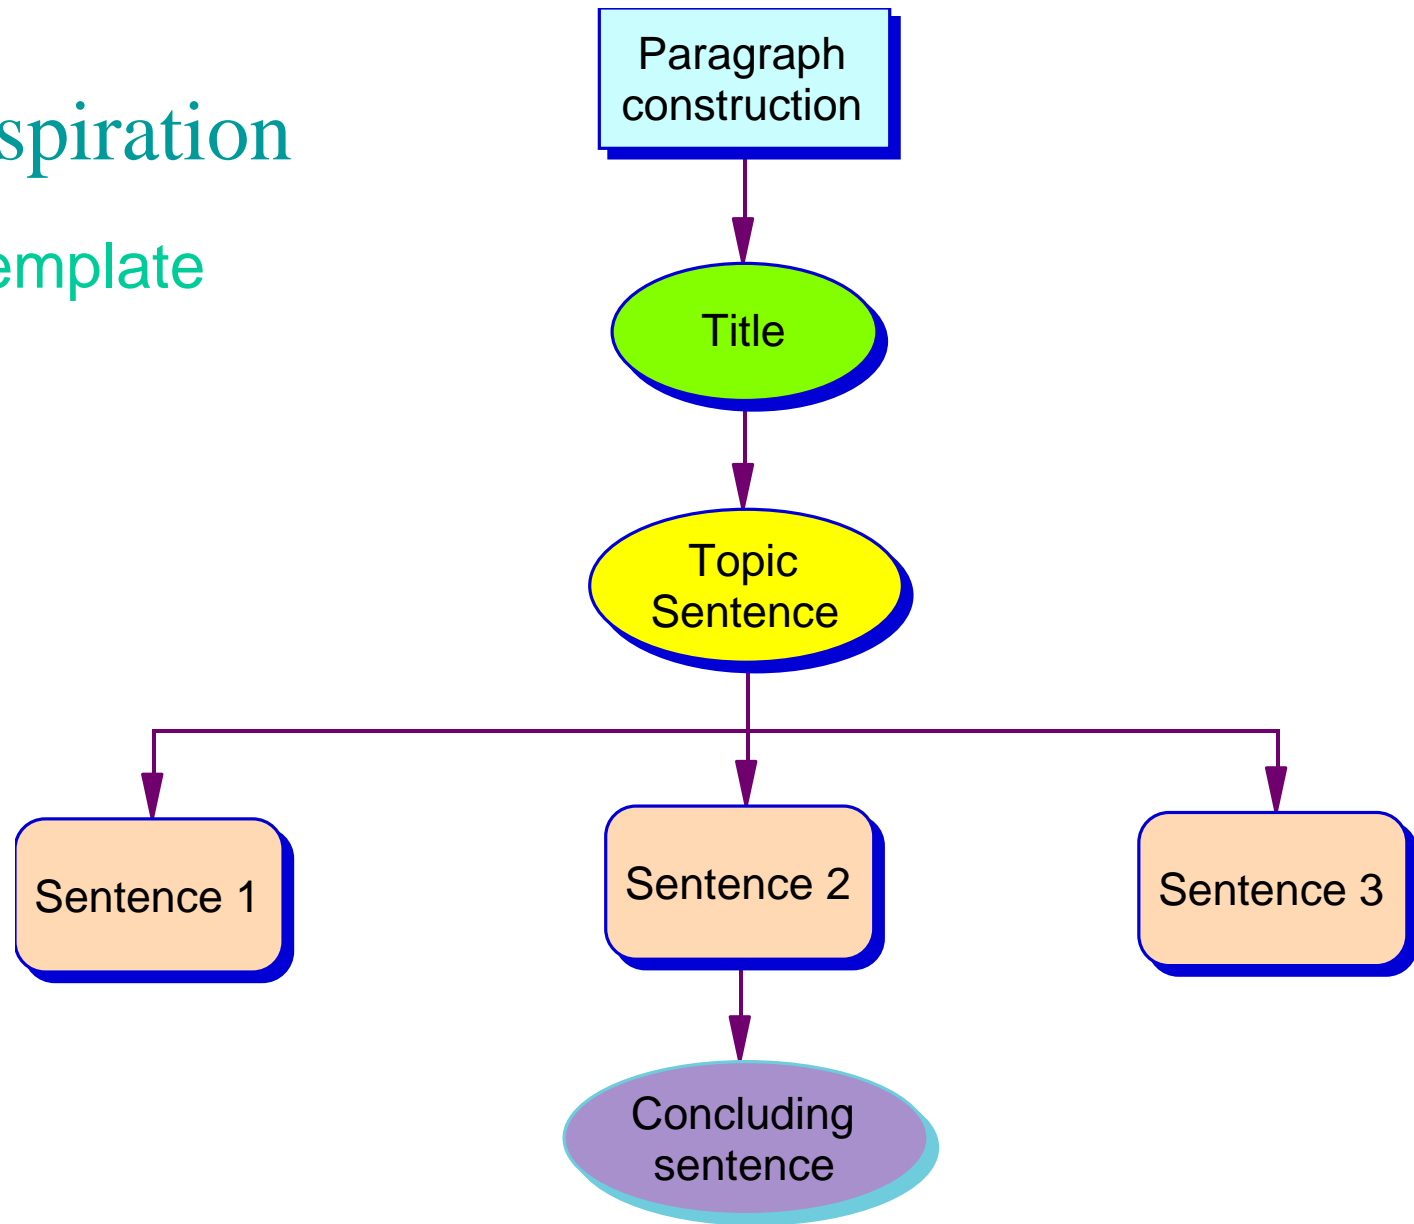 Paragraph
construction
spiration
emplate
Title
Topic
Sentence
Sentence 1
Sentence 2
Sentence 3
Concluding
sentence